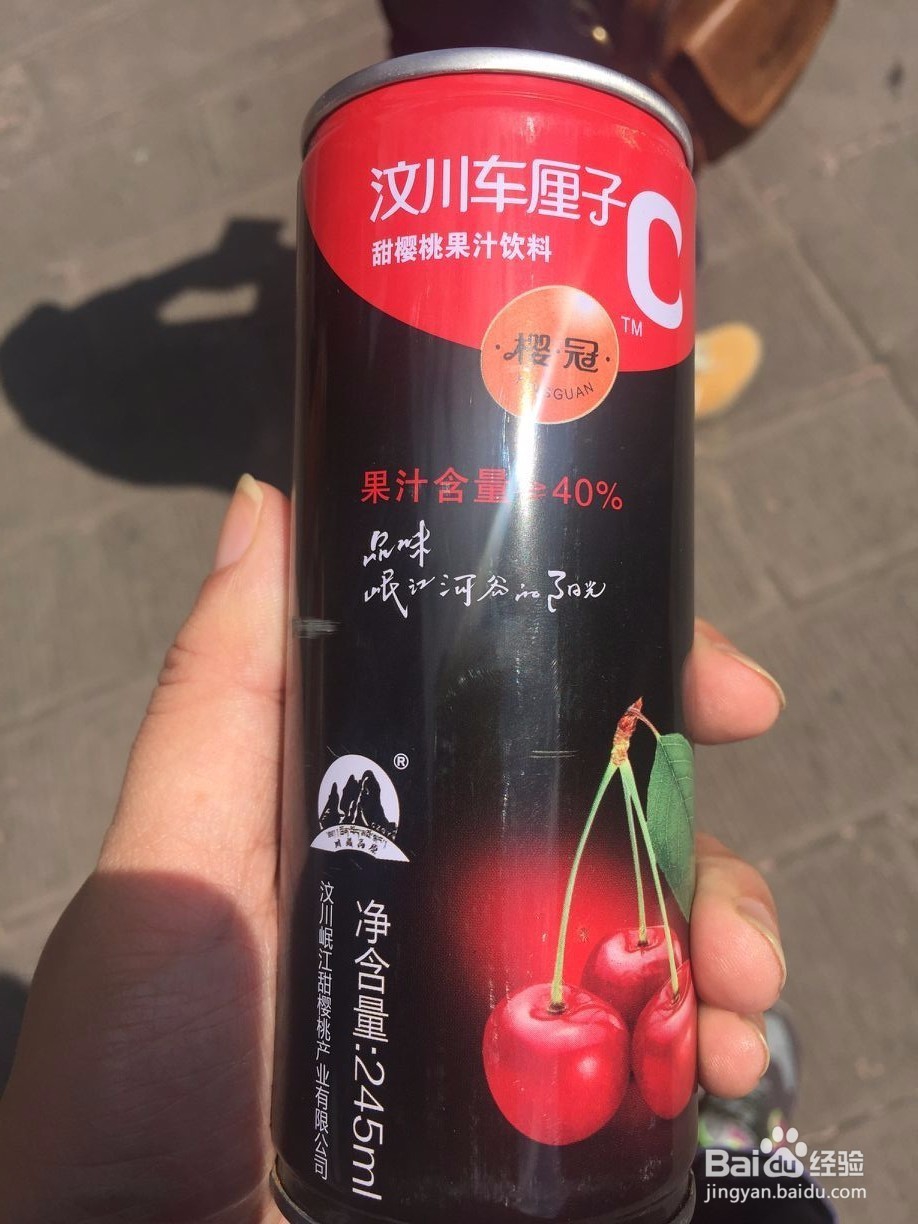 汶川车厘子
C
TM
甜樱桃果汁饮料
·樱·冠·
果汁含量≥40%
品味
岷江河谷的阳光
®
净含量:245ml
汶川岷江甜樱桃产业有限公司
Baidu经验
jingyan.baidu.com